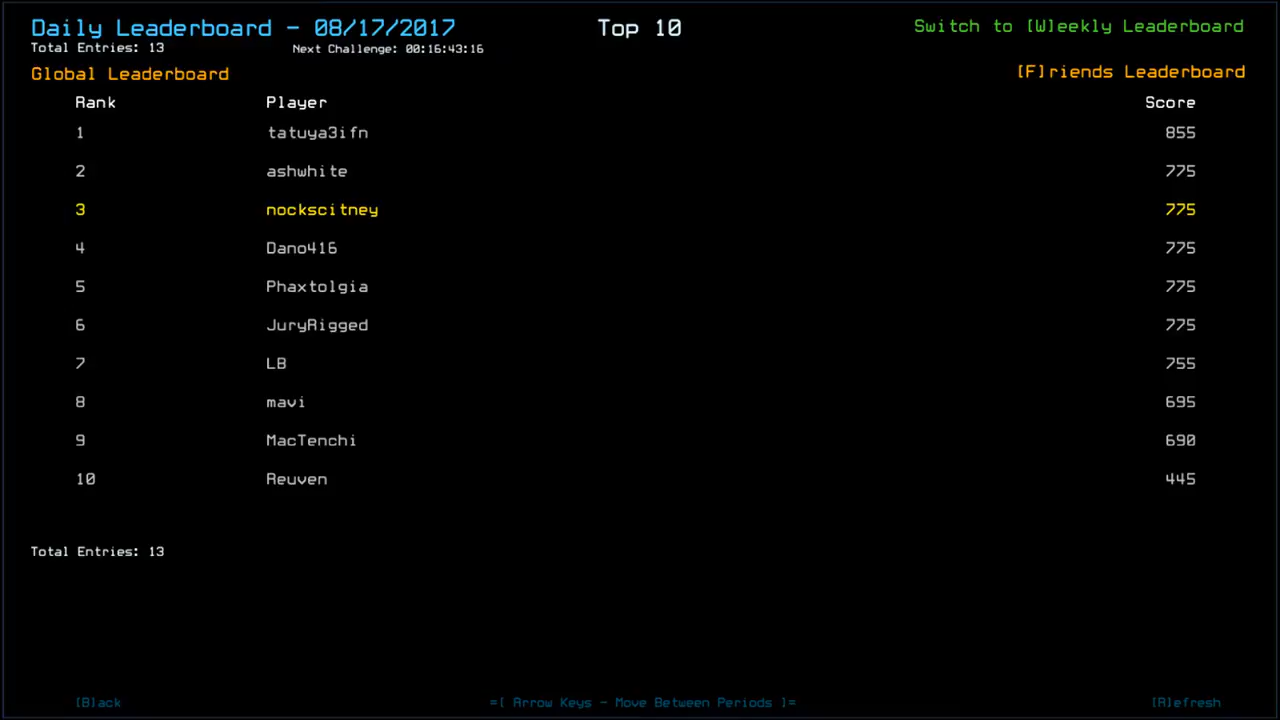 Daily Leaderboard - 08/17/2017 Top 10 Switch to [W]eekly Leaderboard
Total Entries: 13 Next Challenge: 00:16:43:16
Global Leaderboard [F]riends Leaderboard
Rank Player Score
1 tatuya3ifn 855
2 ashwhite 775
3 nockscitney 775
4 Dano416 775
5 Phaxtolgia 775
6 JuryRigged 775
7 LB 755
8 mavi 695
9 MacTenchi 690
10 Reuven 445
Total Entries: 13
[B]ack =[ Arrow Keys - Move Between Periods ]= [R]efresh